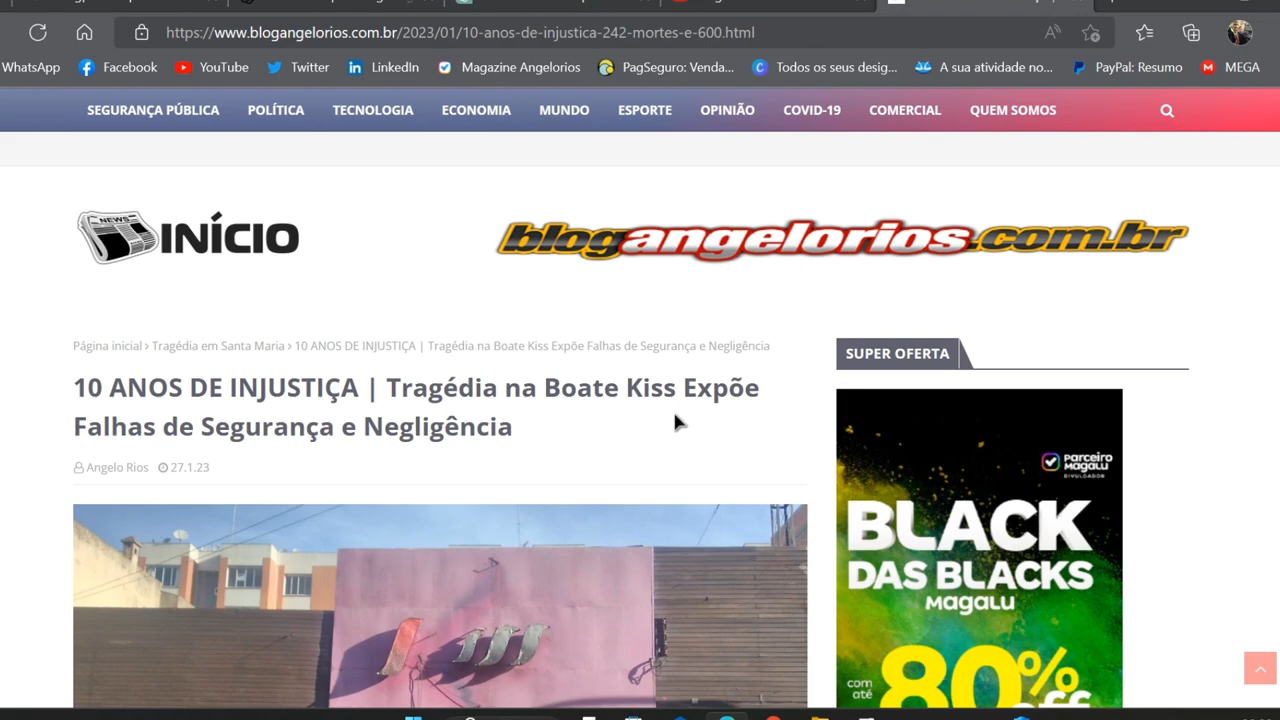 https://www.blogangelorios.com.br/2023/01/10-anos-de-injustica-242-mortes-e-600.html
WhatsApp Facebook YouTube Twitter LinkedIn Magazine Angelorios PagSeguro: Venda... Todos os seus desig... A sua atividade no... PayPal: Resumo MEGA
SEGURANÇA PÚBLICA POLÍTICA TECNOLOGIA ECONOMIA MUNDO ESPORTE OPINIÃO COVID-19 COMERCIAL QUEM SOMOS
NEWS INÍCIO
blogangelorios.com.br
Página inicial › Tragédia em Santa Maria › 10 ANOS DE INJUSTIÇA | Tragédia na Boate Kiss Expõe Falhas de Segurança e Negligência
10 ANOS DE INJUSTIÇA | Tragédia na Boate Kiss Expõe
Falhas de Segurança e Negligência
Angelo Rios 27.1.23
SUPER OFERTA
PARCEIRO
MAGALU
DIVULGADOR
BLACK
DAS BLACKS
Magalu
com
até
80%
off